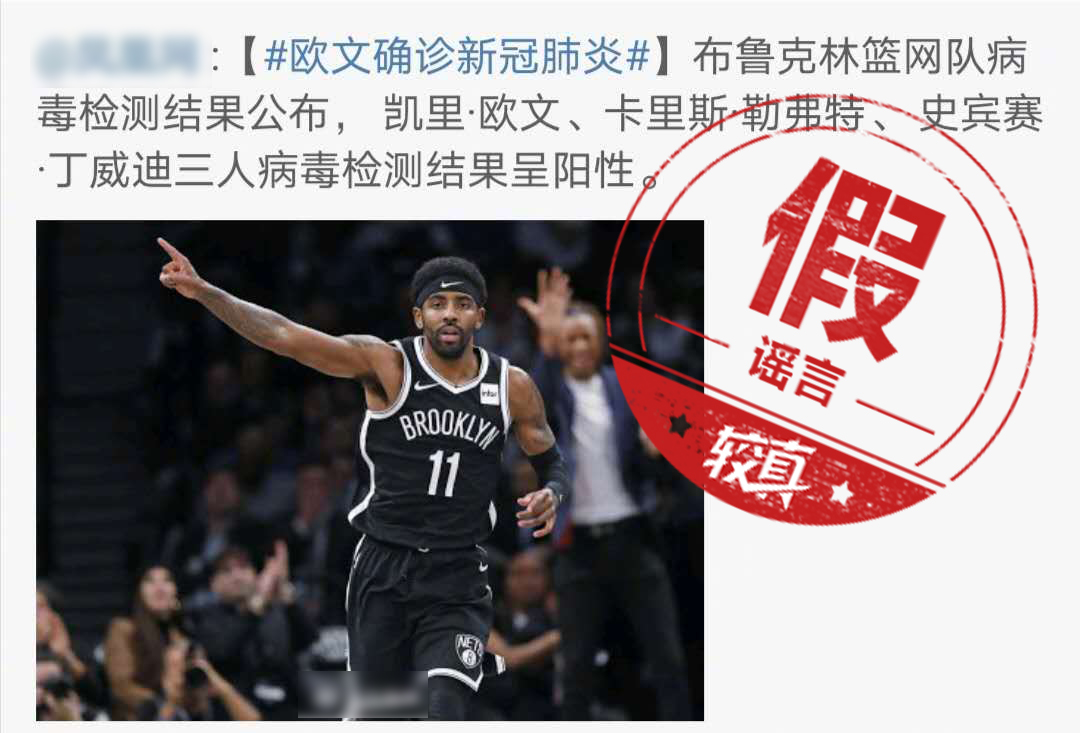 :【#欧文确诊新冠肺炎#】布鲁克林篮网队病
毒检测结果公布，凯里·欧文、卡里斯·勒弗特、史宾赛
·丁威迪三人病毒检测结果呈阳性。
假
谣言
较真
infor
BROOKLYN
11
NETS
B